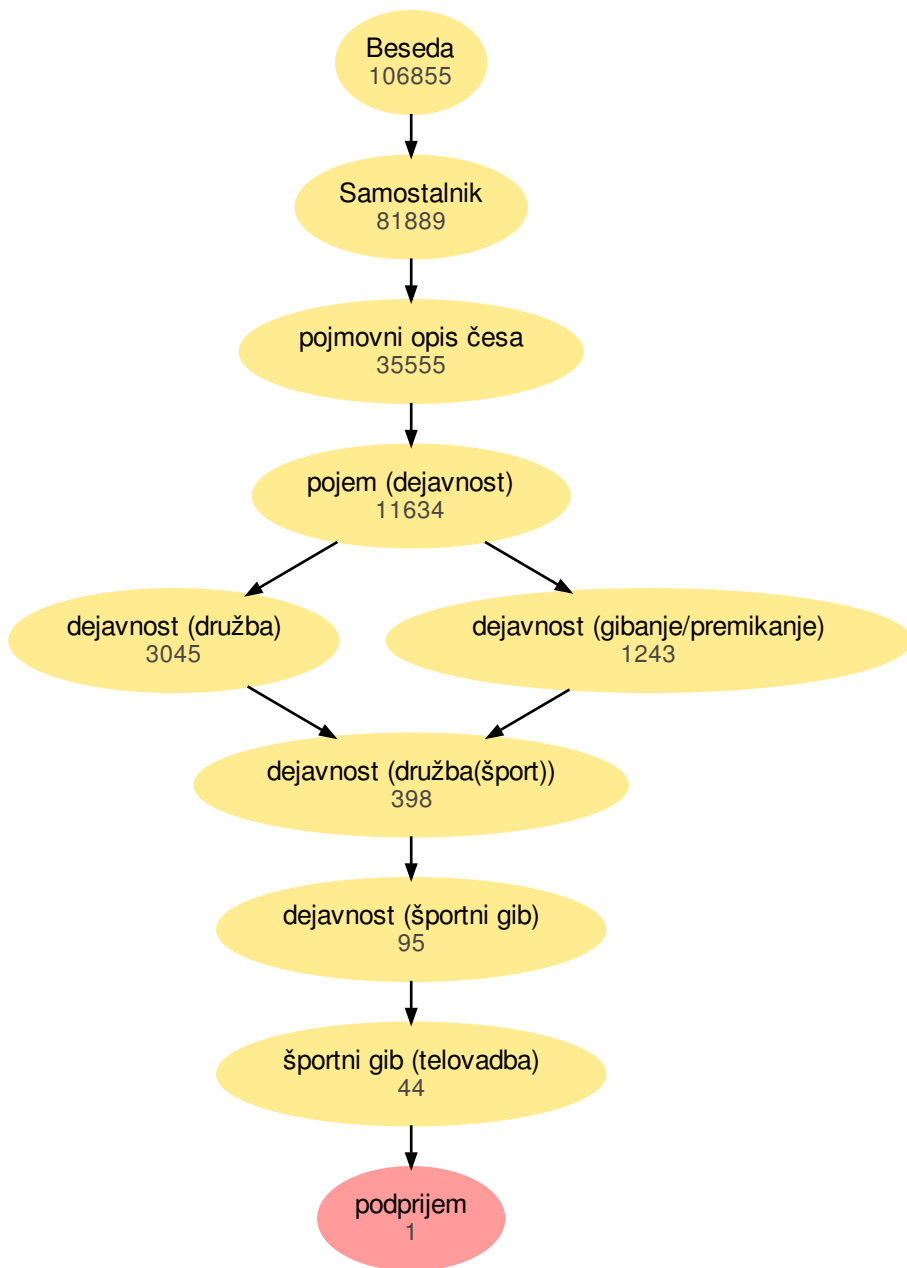 Beseda
106855
Samostalnik
81889
pojmovni opis česa
35555
pojem (dejavnost)
11634
dejavnost (družba)
3045
dejavnost (gibanje/premikanje)
1243
dejavnost (družba(šport))
398
dejavnost (športni gib)
95
športni gib (telovadba)
44
podprijem
1